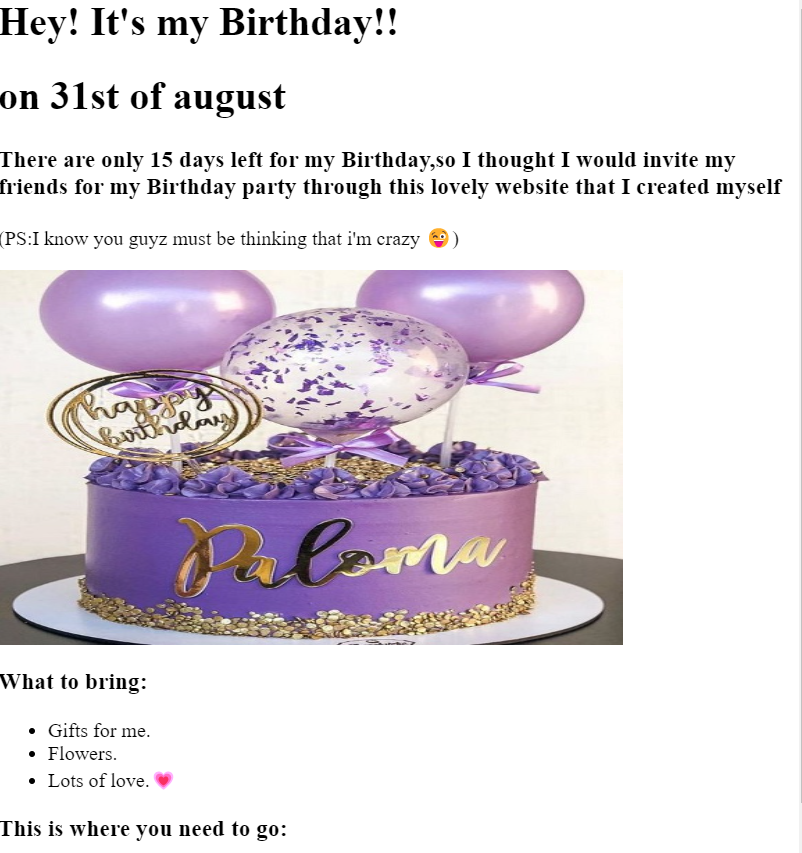 Hey! It's my Birthday!!
on 31st of august
There are only 15 days left for my Birthday,so I thought I would invite my
friends for my Birthday party through this lovely website that I created myself
(PS:I know you guyz must be thinking that i'm crazy 😜)
happy
birthday
Paloma
What to bring:
• Gifts for me.
• Flowers.
• Lots of love.💗
This is where you need to go: